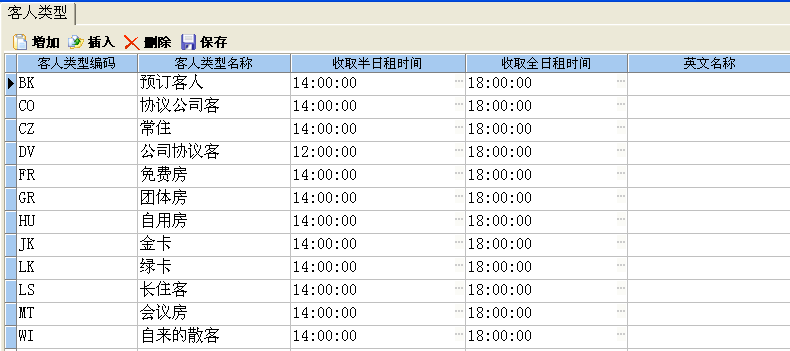 客人类型
增加 插入 删除 保存
客人类型编码 客人类型名称 收取半日租时间 收取全日租时间 英文名称
BK 预订客人 14:00:00 ... 18:00:00 ...
CO 协议公司客 14:00:00 ... 18:00:00 ...
CZ 常住 14:00:00 ... 18:00:00 ...
DV 公司协议客 12:00:00 ... 18:00:00 ...
FR 免费房 14:00:00 ... 18:00:00 ...
GR 团体房 14:00:00 ... 18:00:00 ...
HU 自用房 14:00:00 ... 18:00:00 ...
JK 金卡 14:00:00 ... 18:00:00 ...
LK 绿卡 14:00:00 ... 18:00:00 ...
LS 长住客 14:00:00 ... 18:00:00 ...
MT 会议房 14:00:00 ... 18:00:00 ...
WI 自来的散客 14:00:00 ... 18:00:00 ...